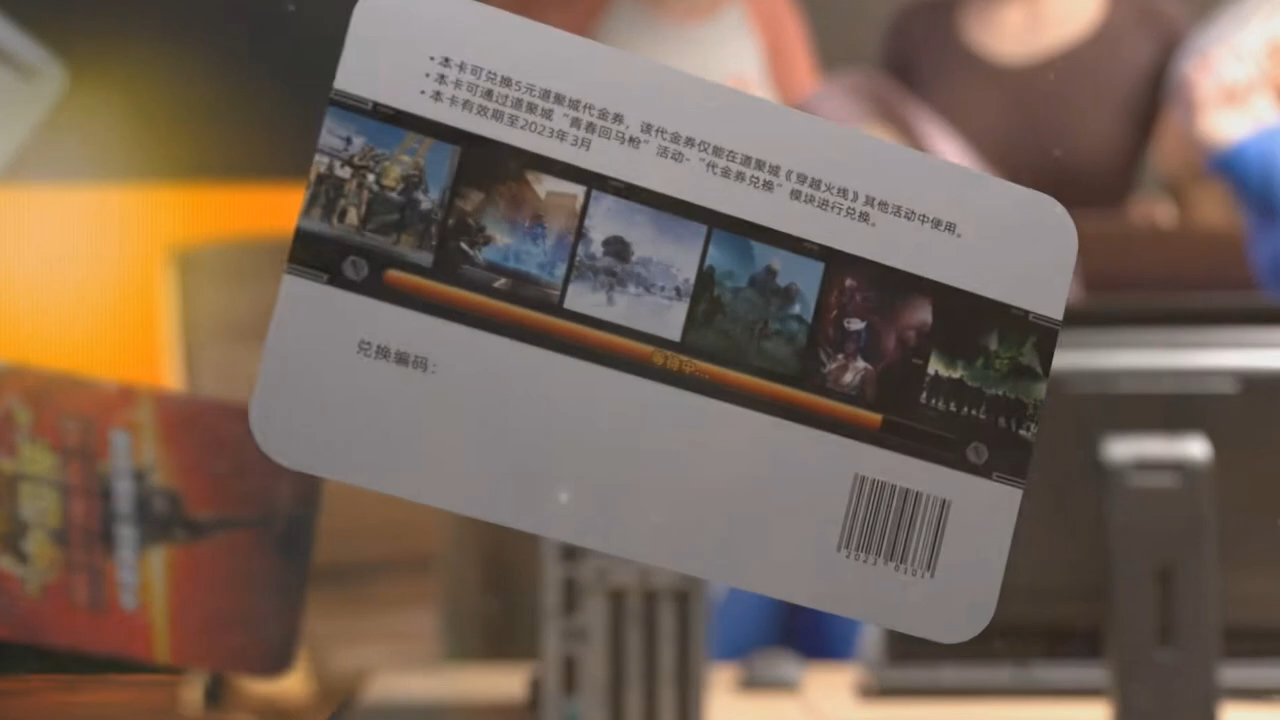 • 本卡可兑换5元道聚城代金券，该代金券仅能在道聚城《穿越火线》其他活动中使用。
• 本卡可通过道聚城“青春回马枪”活动-“代金券兑换”模块进行兑换。
• 本卡有效期至2023年3月
等待中...
兑换编码：
20230101